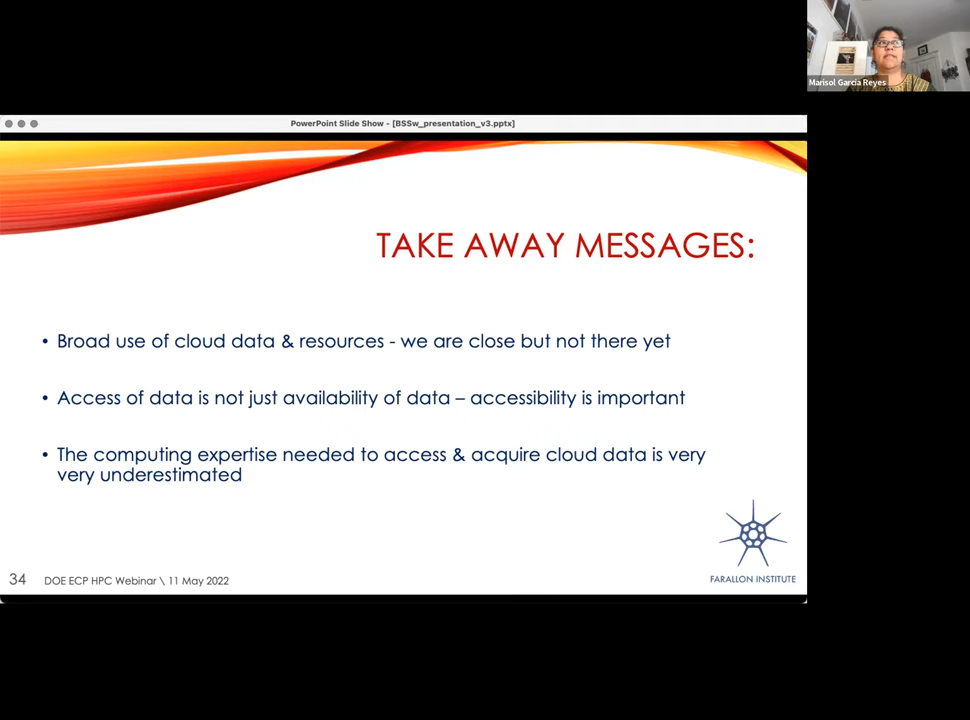 Marisol García Reyes
PowerPoint Slide Show - [BSSw_presentation_v3.pptx]
TAKE AWAY MESSAGES:
• Broad use of cloud data & resources - we are close but not there yet
• Access of data is not just availability of data – accessibility is important
• The computing expertise needed to access & acquire cloud data is very
very underestimated
FARALLON INSTITUTE
34 DOE ECP HPC Webinar \ 11 May 2022